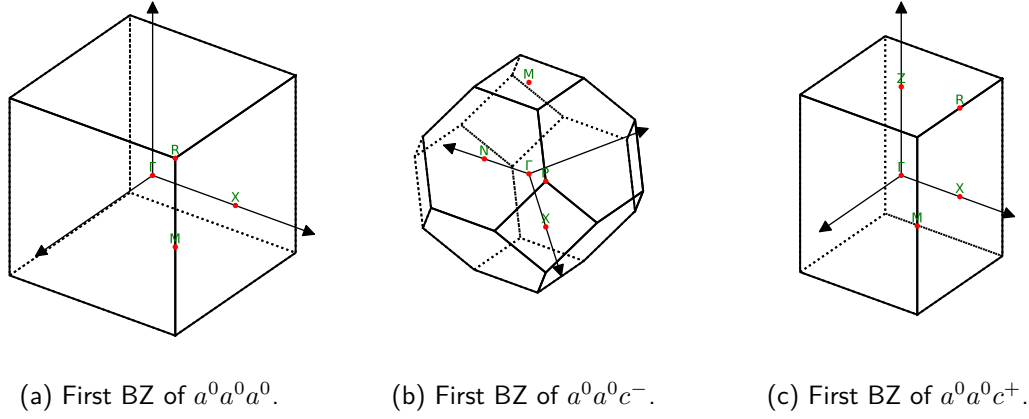 R
Γ
X
M
(a) First BZ of a⁰a⁰a⁰.
M
N
Γ
P
X
(b) First BZ of a⁰a⁰c⁻.
Z
R
Γ
X
M
(c) First BZ of a⁰a⁰c⁺.